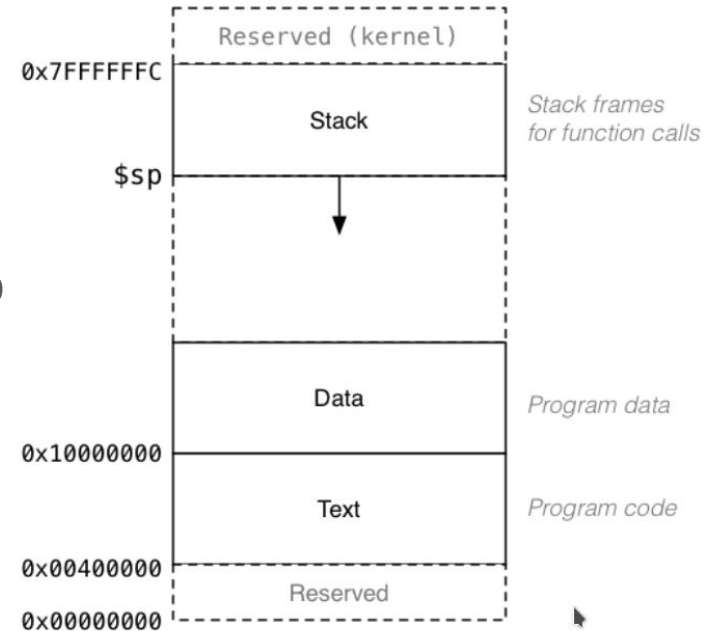 Reserved (kernel)
0x7FFFFFFC
Stack
Stack frames
for function calls
$sp
)
Data
Program data
0x10000000
Text
Program code
0x00400000
Reserved
0x00000000